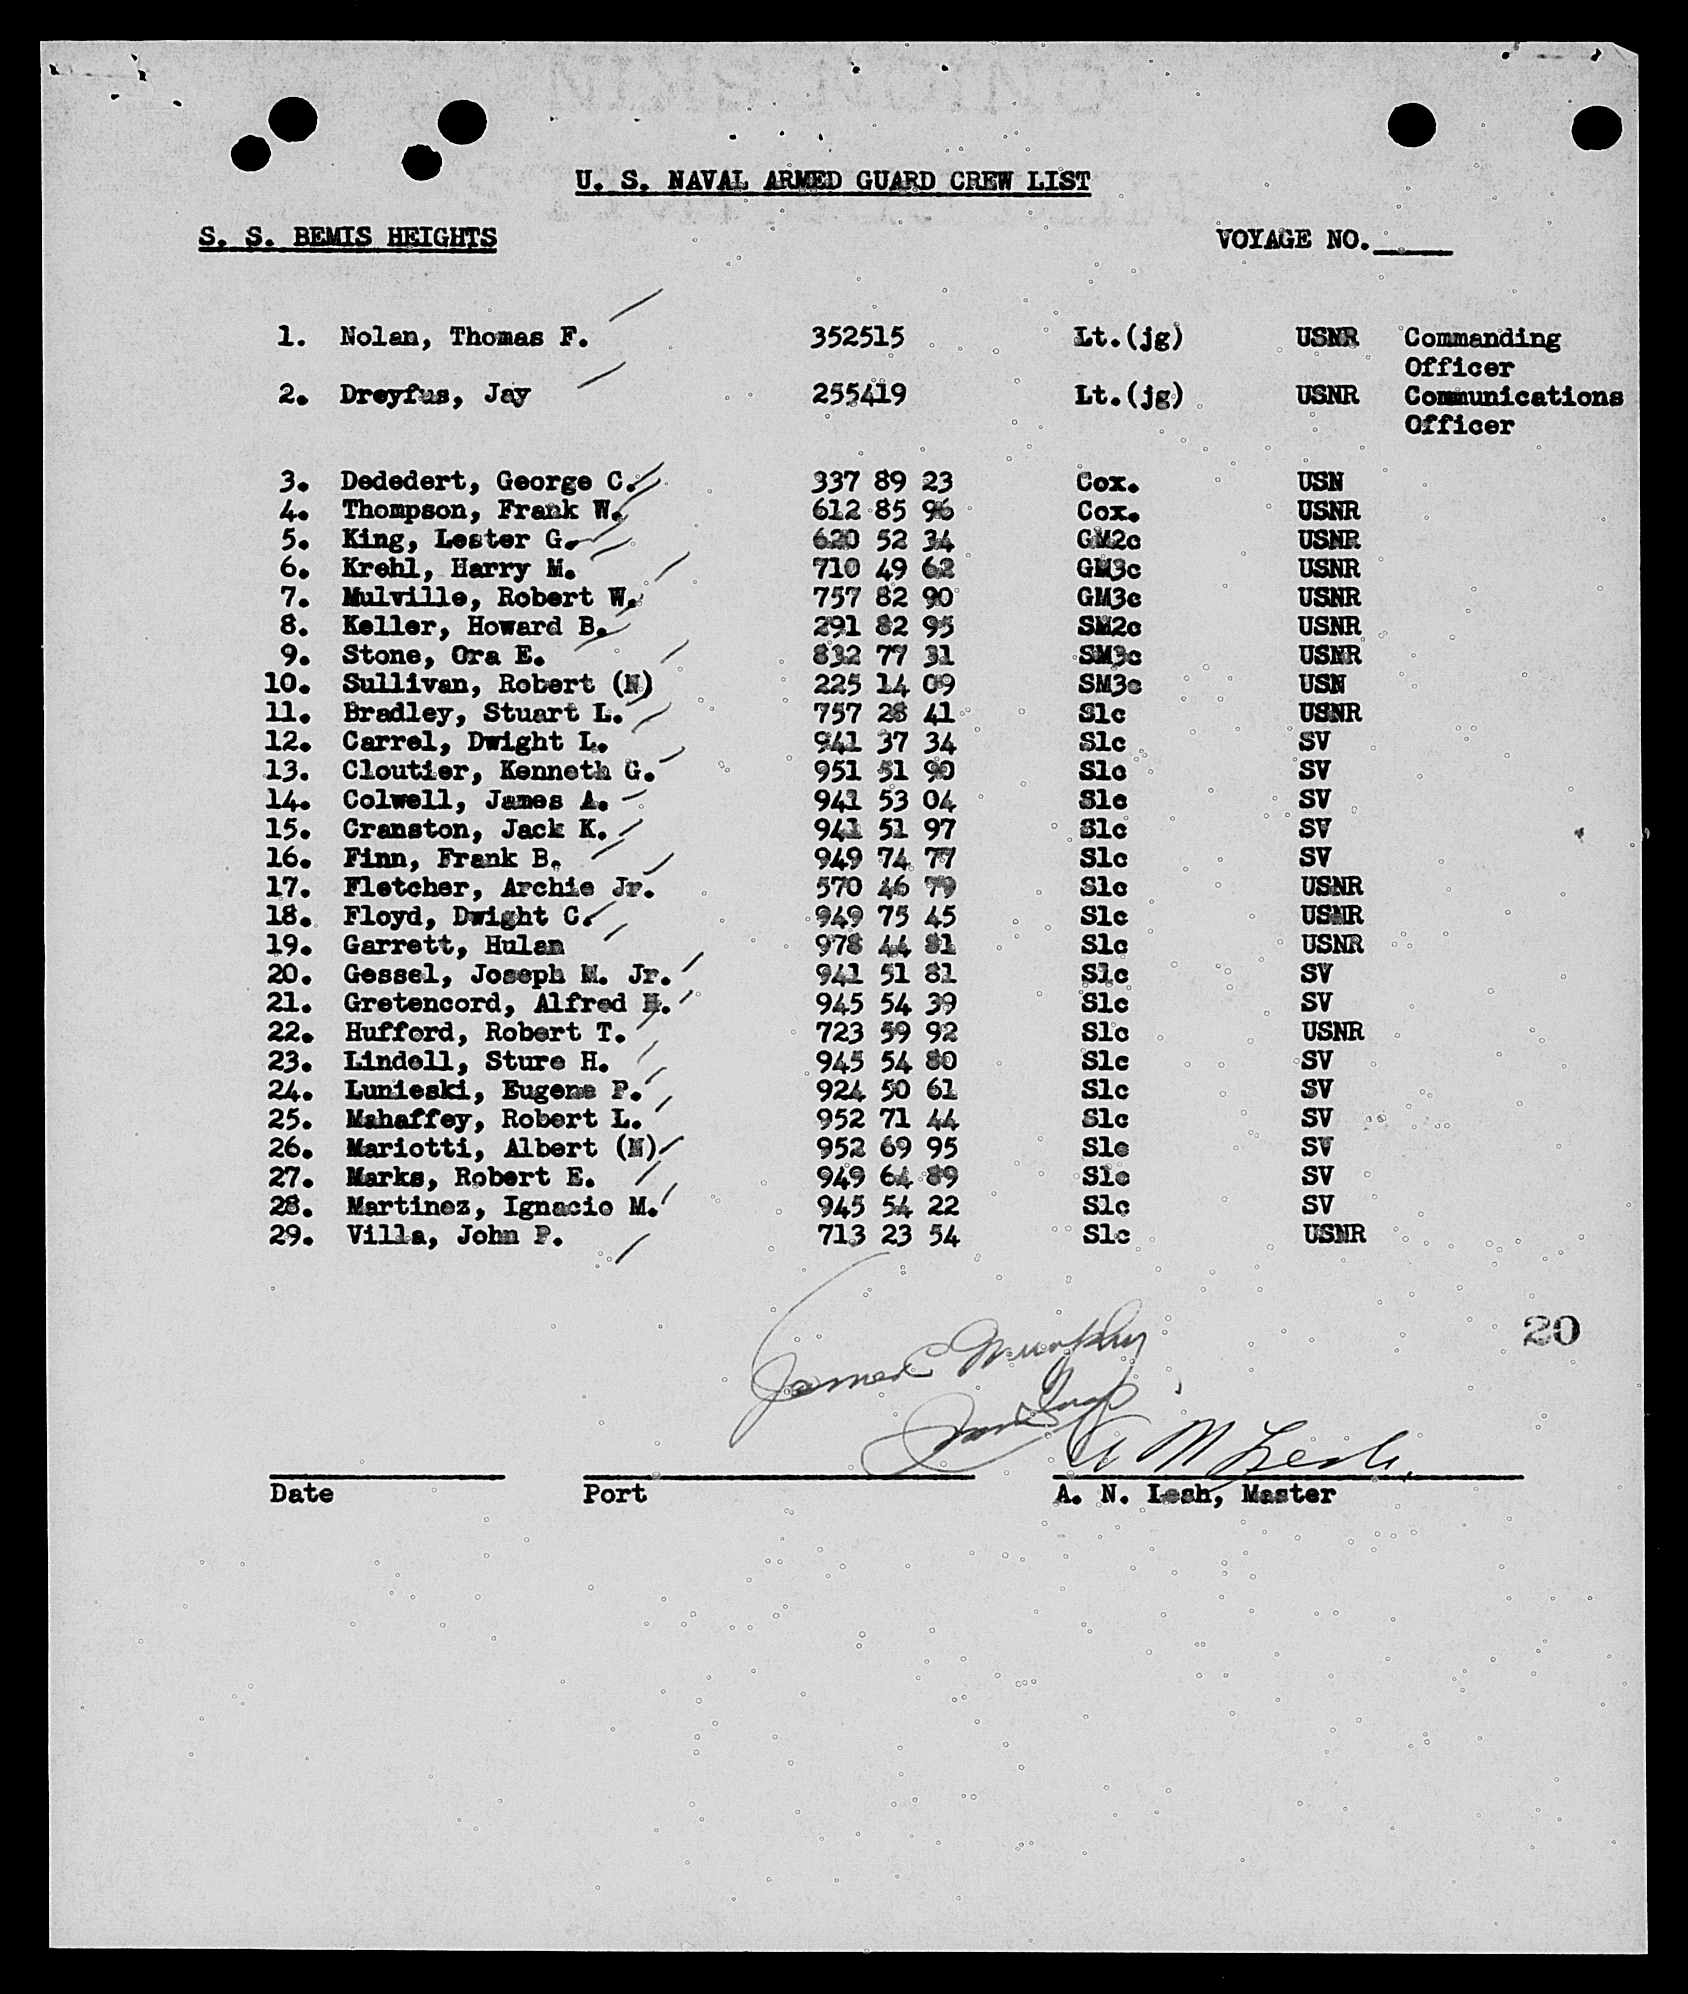 U. S. NAVAL ARMED GUARD CREW LIST
S. S. BEMIS HEIGHTS VOYAGE NO.
1. Nolan, Thomas F. 352515 Lt.(jg) USNR Commanding
Officer
2. Dreyfus, Jay 255419 Lt.(jg) USNR Communications
Officer
3. Dededert, George C. 337 89 23 Cox. USN
4. Thompson, Frank W. 612 85 96 Cox. USNR
5. King, Lester G. 620 52 34 GM2c USNR
6. Krehl, Harry M. 710 49 62 GM3c USNR
7. Mulville, Robert W. 757 82 90 GM3c USNR
8. Keller, Howard B. 291 82 95 SM2c USNR
9. Stone, Ora E. 832 77 31 SM3c USNR
10. Sullivan, Robert (N) 225 14 09 SM3c USN
11. Bradley, Stuart L. 757 28 41 S1c USNR
12. Carrel, Dwight L. 941 37 34 S1c SV
13. Cloutier, Kenneth G. 951 51 90 S1c SV
14. Colwell, James A. 941 53 04 S1c SV
15. Cranston, Jack K. 941 51 97 S1c SV
16. Finn, Frank B. 949 74 77 S1c SV
17. Fletcher, Archie Jr. 570 46 79 S1c USNR
18. Floyd, Dwight C. 949 75 45 S1c USNR
19. Garrett, Hulan 978 44 81 S1c USNR
20. Gessel, Joseph M. Jr. 941 51 81 S1c SV
21. Gretencord, Alfred H. 945 54 39 S1c SV
22. Hufford, Robert T. 723 59 92 S1c USNR
23. Lindell, Sture H. 945 54 80 S1c SV
24. Lunieski, Eugene P. 924 50 61 S1c SV
25. Mahaffey, Robert L. 952 71 44 S1c SV
26. Mariotti, Albert (N) 952 69 95 S1c SV
27. Marks, Robert E. 949 64 89 S1c SV
28. Martinez, Ignacio M. 945 54 22 S1c SV
29. Villa, John P. 713 23 54 S1c USNR
20
James C Murphy
A N Lesh
Date Port A. N. Lesh, Master